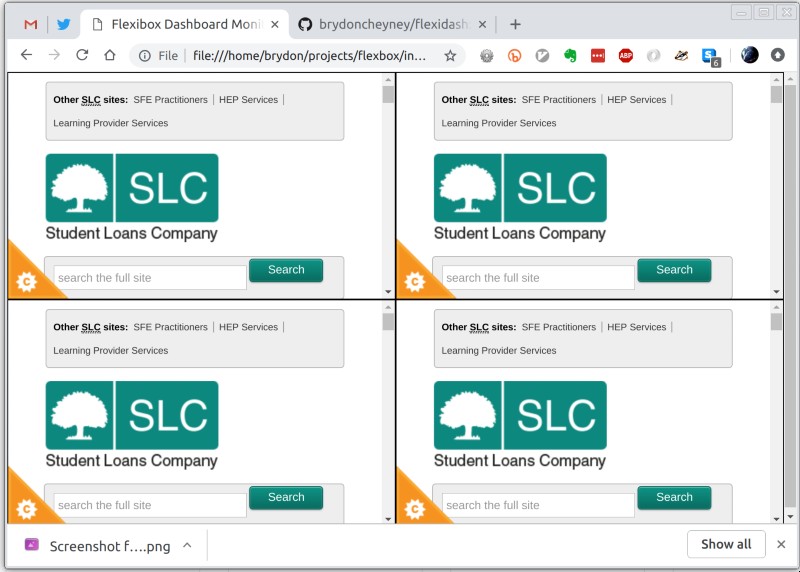 Flexibox Dashboard Moni
brydoncheyney/flexidash
File
file:///home/brydon/projects/flexbox/in...
ABP
6
Other SLC sites: SFE Practitioners | HEP Services |
Learning Provider Services
SLC
Student Loans Company
search the full site
Search
C
Other SLC sites: SFE Practitioners | HEP Services |
Learning Provider Services
SLC
Student Loans Company
search the full site
Search
C
Other SLC sites: SFE Practitioners | HEP Services |
Learning Provider Services
SLC
Student Loans Company
search the full site
Search
C
Other SLC sites: SFE Practitioners | HEP Services |
Learning Provider Services
SLC
Student Loans Company
search the full site
Search
C
Screenshot f....png
Show all